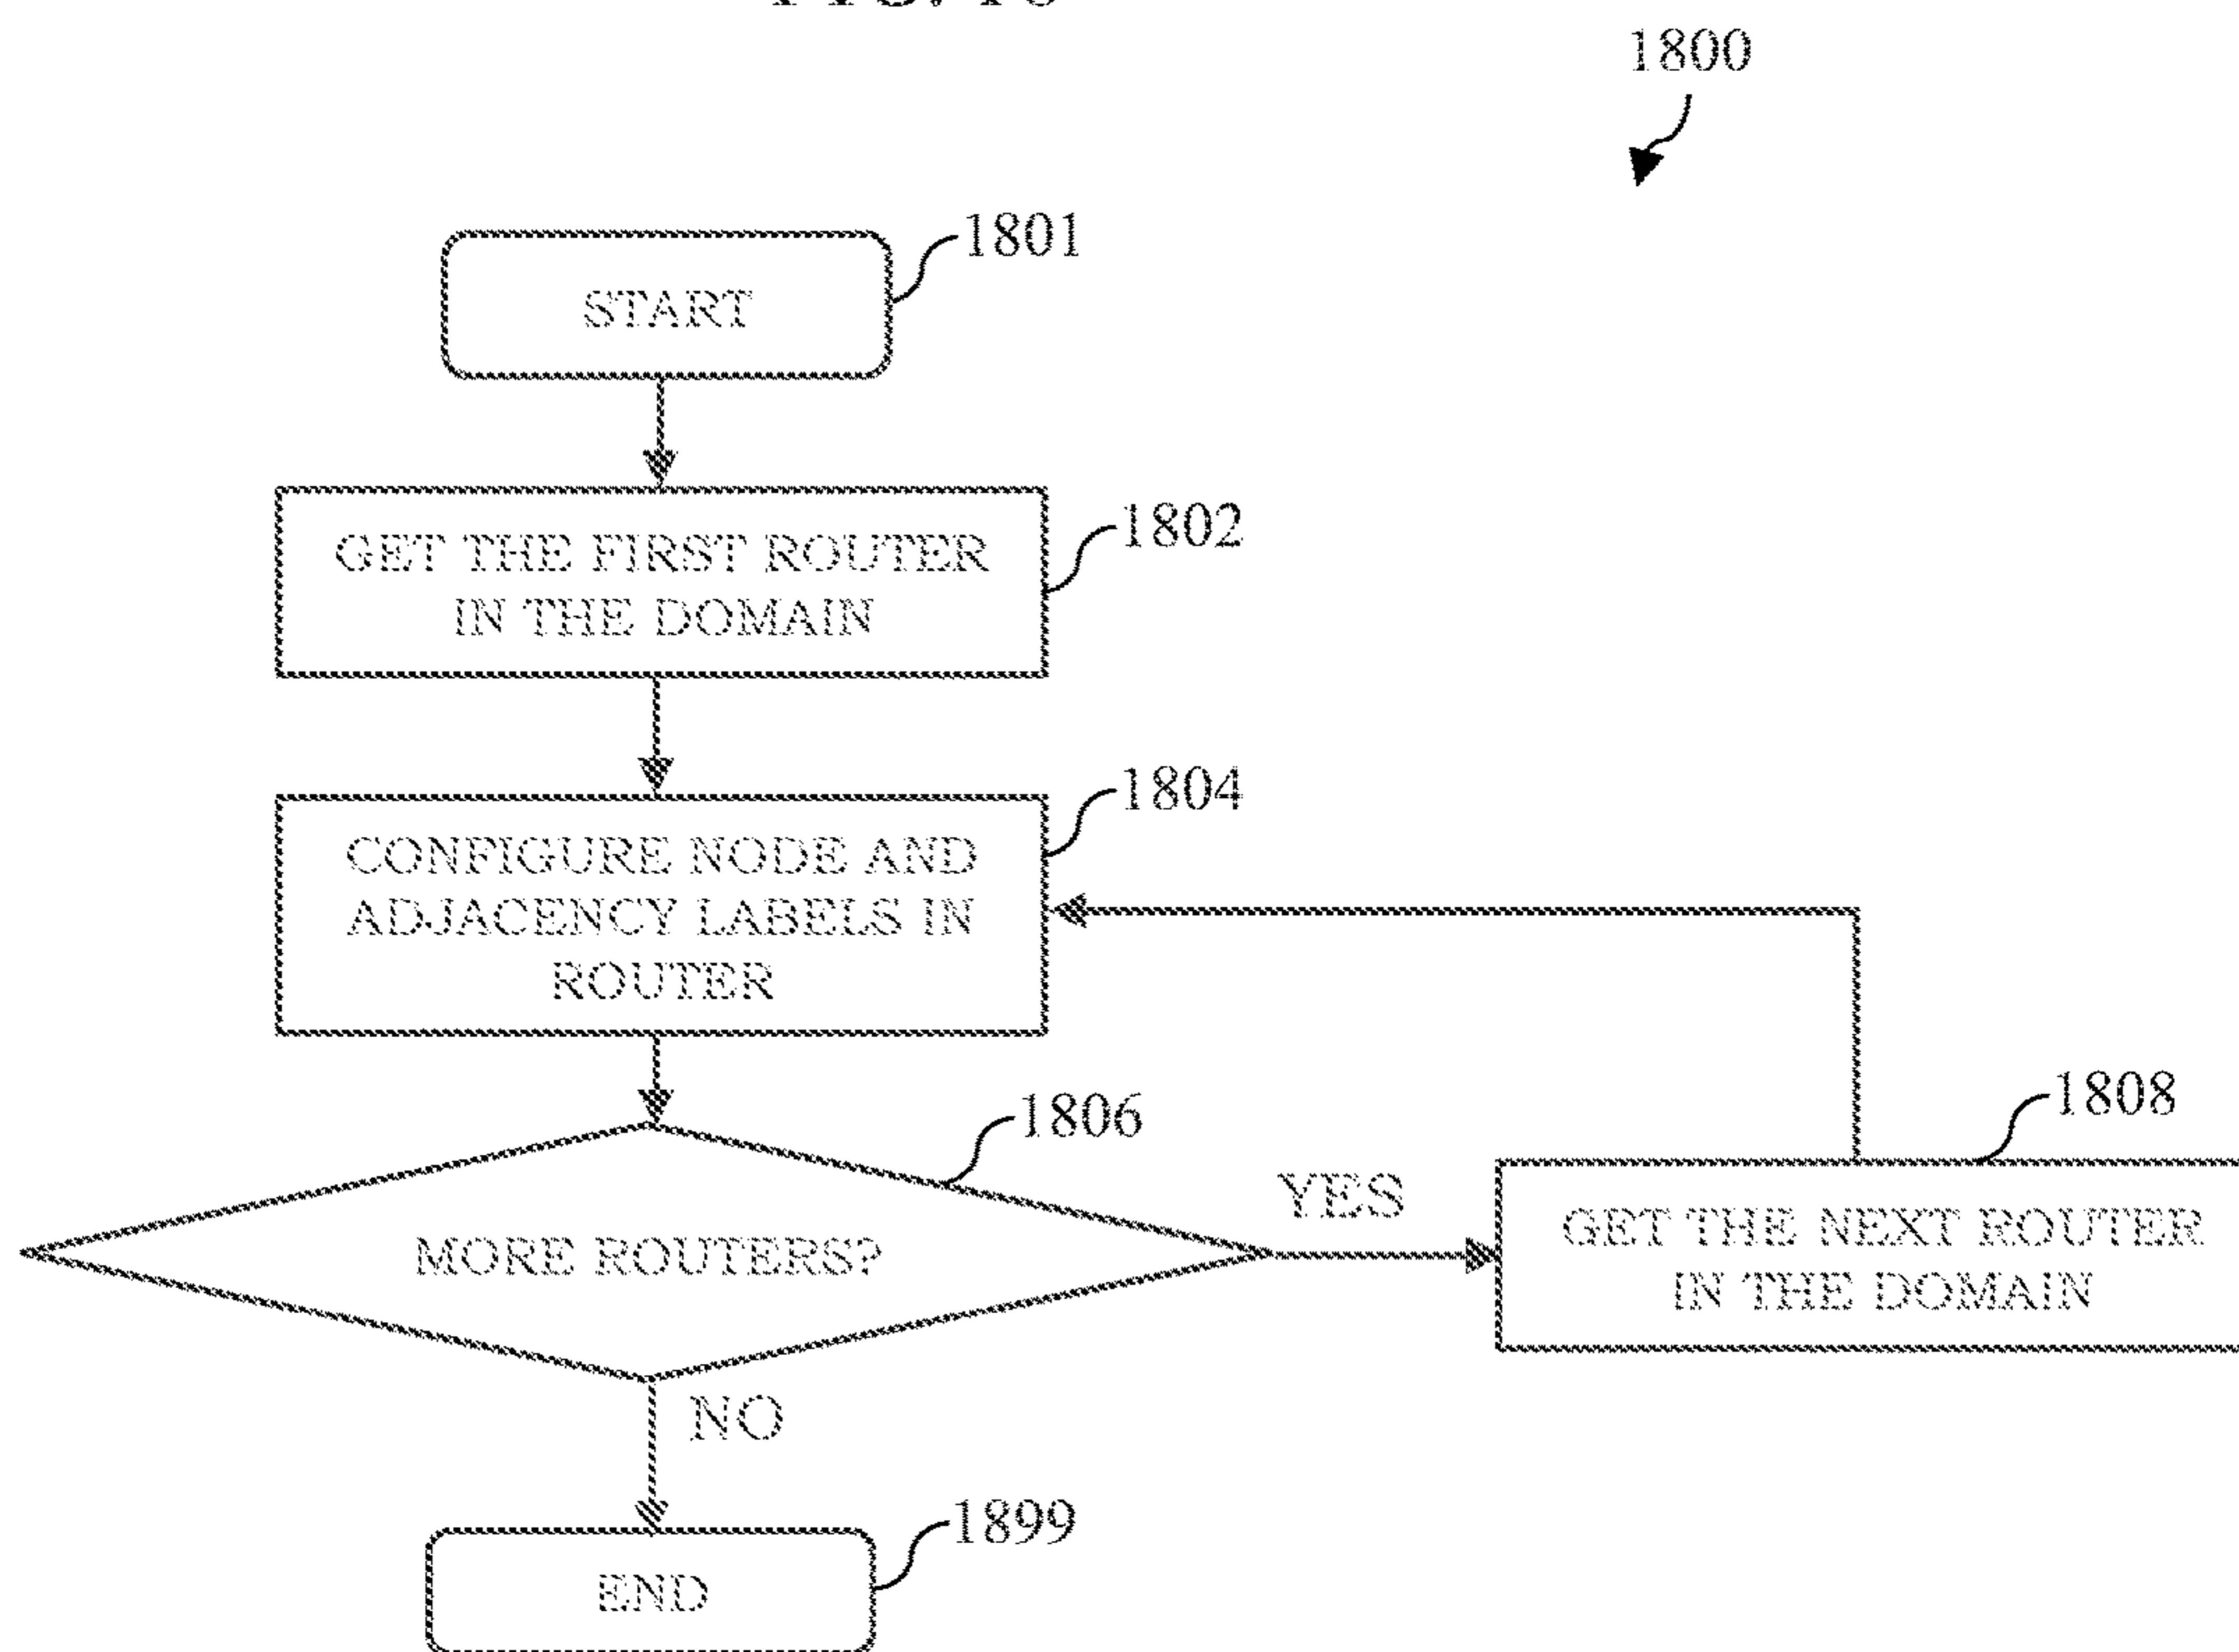 1800
START
1801
GET THE FIRST ROUTER
IN THE DOMAIN
1802
CONFIGURE NODE AND
ADJACENCY LABELS IN
ROUTER
1804
MORE ROUTERS?
1806
YES
GET THE NEXT ROUTER
IN THE DOMAIN
1808
NO
END
1899